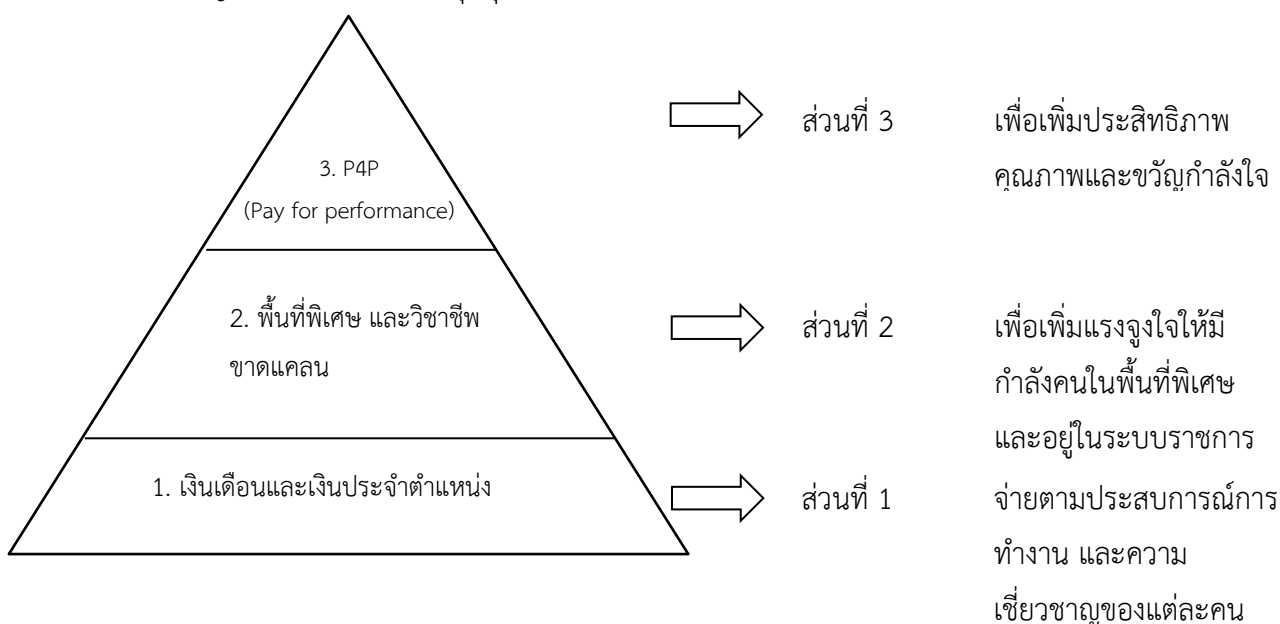 3. P4P
(Pay for performance)
2. พื้นที่พิเศษ และวิชาชีพ
ขาดแคลน
1. เงินเดือนและเงินประจำตำแหน่ง
ส่วนที่ 3
เพื่อเพิ่มประสิทธิภาพ
คุณภาพและขวัญกำลังใจ
ส่วนที่ 2
เพื่อเพิ่มแรงจูงใจให้มี
กำลังคนในพื้นที่พิเศษ
และอยู่ในระบบราชการ
ส่วนที่ 1
จ่ายตามประสบการณ์การ
ทำงาน และความ
เชี่ยวชาญของแต่ละคน